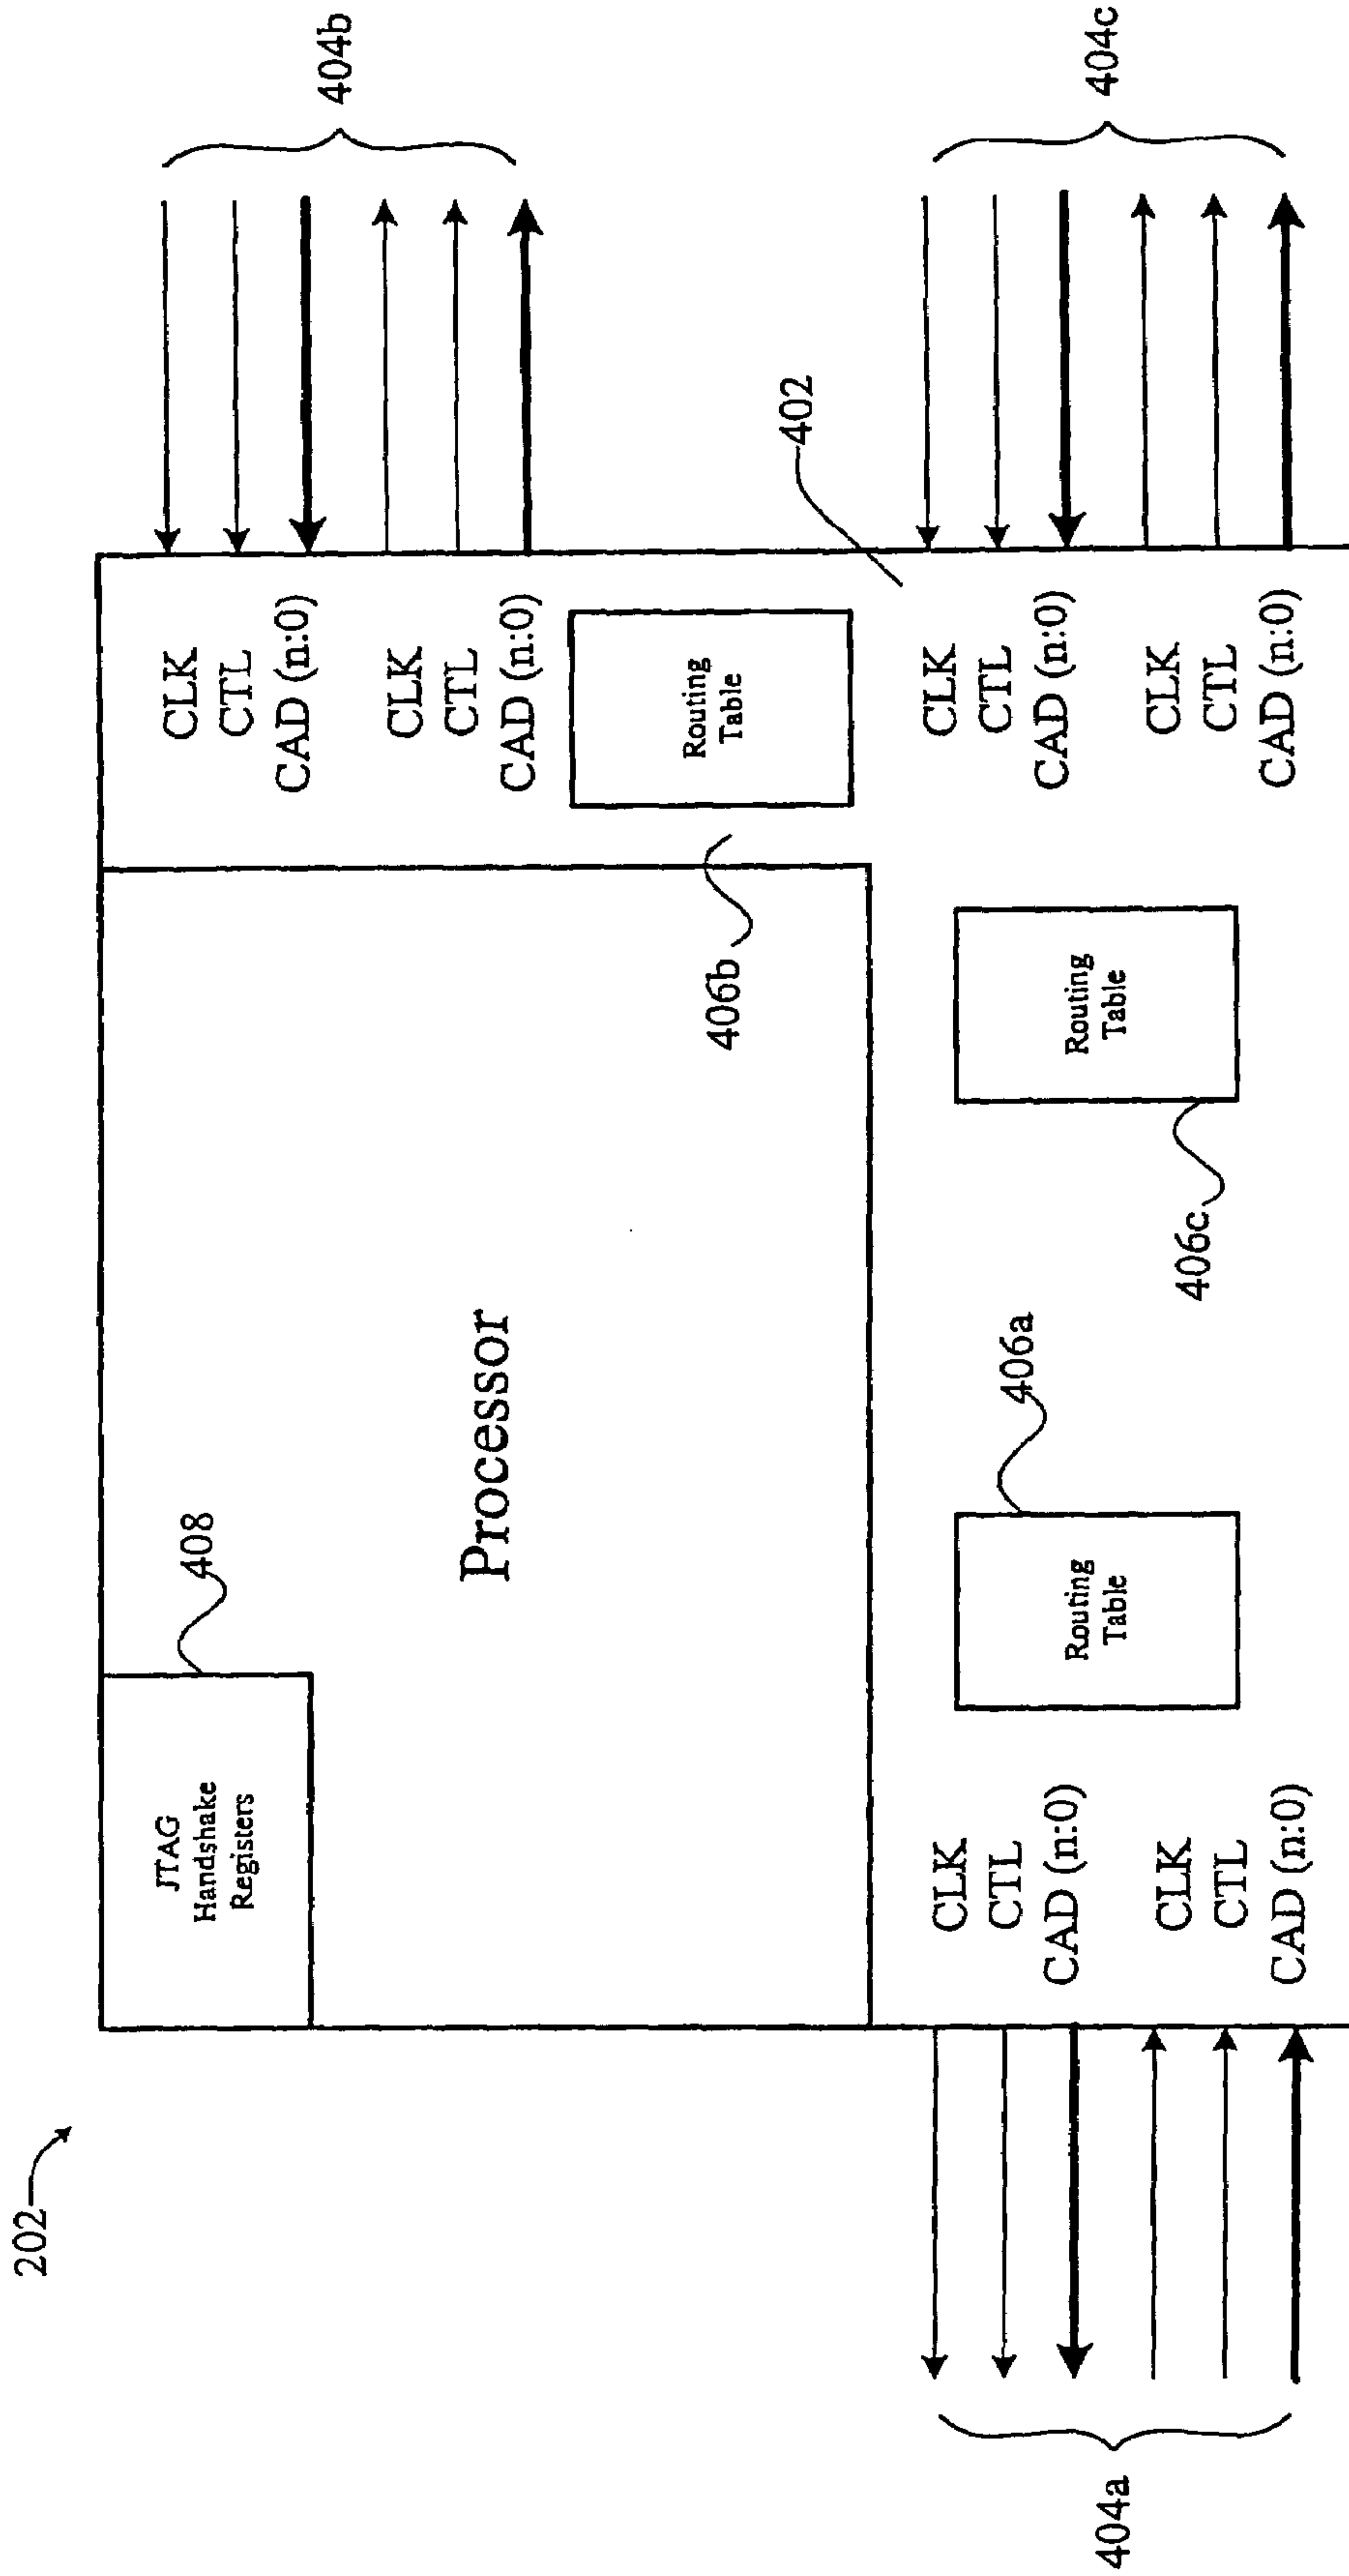 202
JTAG
Handshake
Registers
408
Processor
CLK
CTL
CAD (n:0)
CLK
CTL
CAD (n:0)
404b
Routing
Table
406b
402
CLK
CTL
CAD (n:0)
CLK
CTL
CAD (n:0)
404a
Routing
Table
406a
Routing
Table
406c
CLK
CTL
CAD (n:0)
CLK
CTL
CAD (n:0)
404c